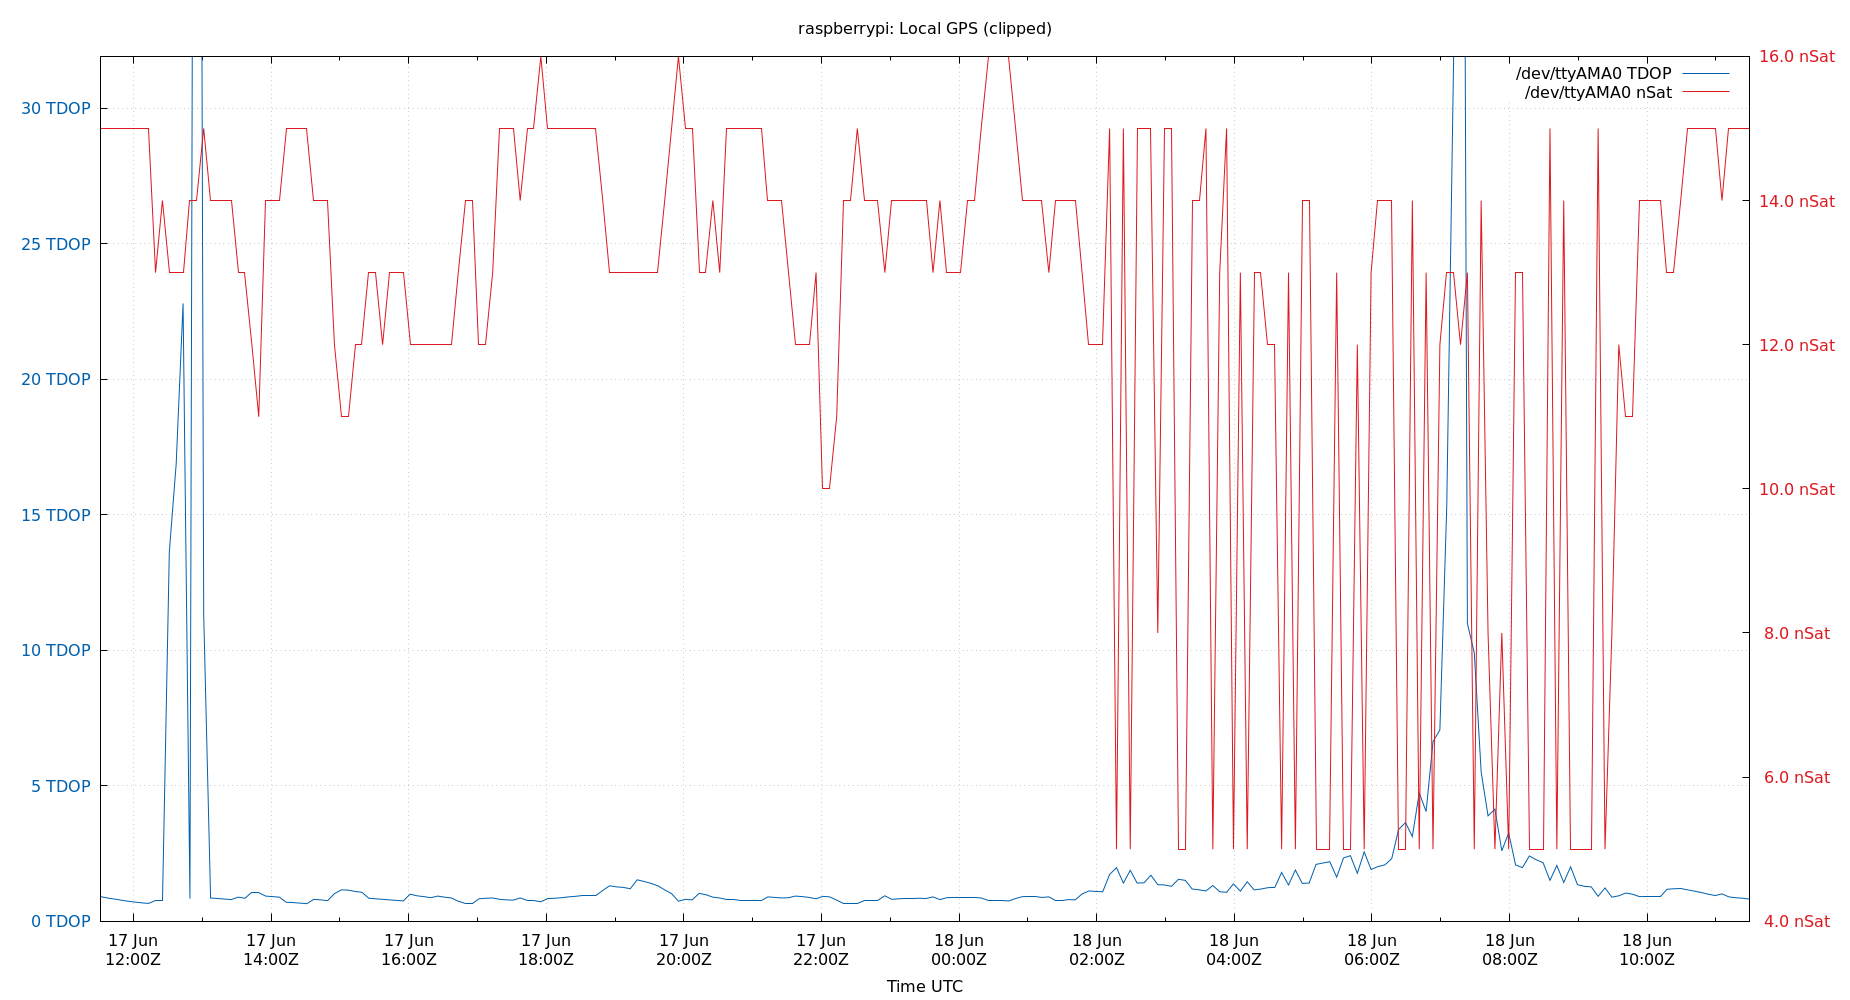 raspberrypi: Local GPS (clipped)
/dev/ttyAMA0 TDOP
/dev/ttyAMA0 nSat
30 TDOP
25 TDOP
20 TDOP
15 TDOP
10 TDOP
5 TDOP
0 TDOP
16.0 nSat
14.0 nSat
12.0 nSat
10.0 nSat
8.0 nSat
6.0 nSat
4.0 nSat
17 Jun 17 Jun 17 Jun 17 Jun 17 Jun 17 Jun 18 Jun 18 Jun 18 Jun 18 Jun 18 Jun 18 Jun
12:00Z 14:00Z 16:00Z 18:00Z 20:00Z 22:00Z 00:00Z 02:00Z 04:00Z 06:00Z 08:00Z 10:00Z
Time UTC